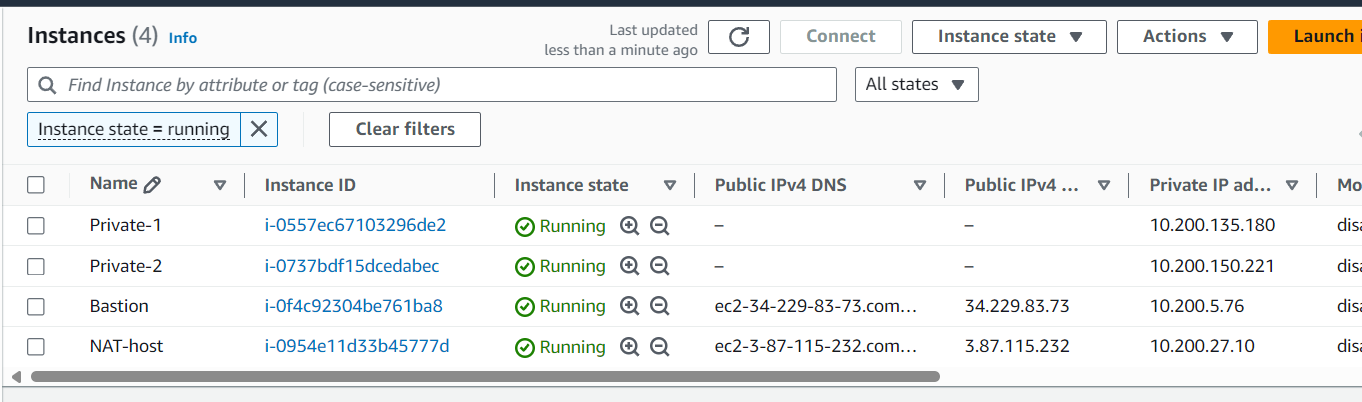 Instances (4) Info
Last updated
less than a minute ago
Connect
Instance state
Actions
Launch i
Find Instance by attribute or tag (case-sensitive)
All states
Instance state = running
Clear filters
Name Instance ID Instance state Public IPv4 DNS Public IPv4 ... Private IP ad... Mo
Private-1 i-0557ec67103296de2 Running – – 10.200.135.180 disa
Private-2 i-0737bdf15dcedabec Running – – 10.200.150.221 disa
Bastion i-0f4c92304be761ba8 Running ec2-34-229-83-73.com... 34.229.83.73 10.200.5.76 disa
NAT-host i-0954e11d33b45777d Running ec2-3-87-115-232.com... 3.87.115.232 10.200.27.10 disa